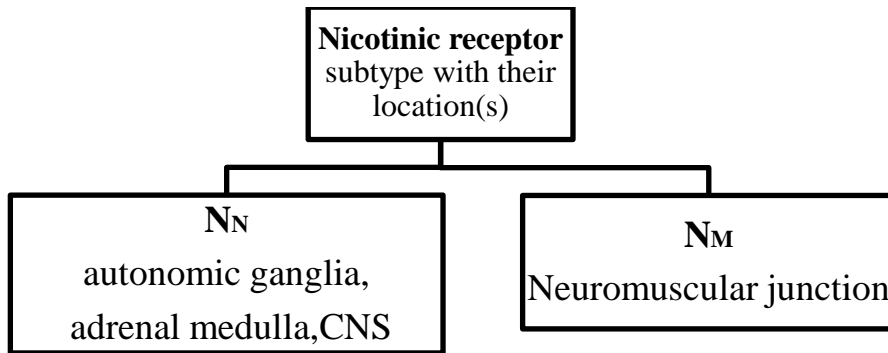 Nicotinic receptor
subtype with their
location(s)
NN
autonomic ganglia,
adrenal medulla,CNS
NM
Neuromuscular junction